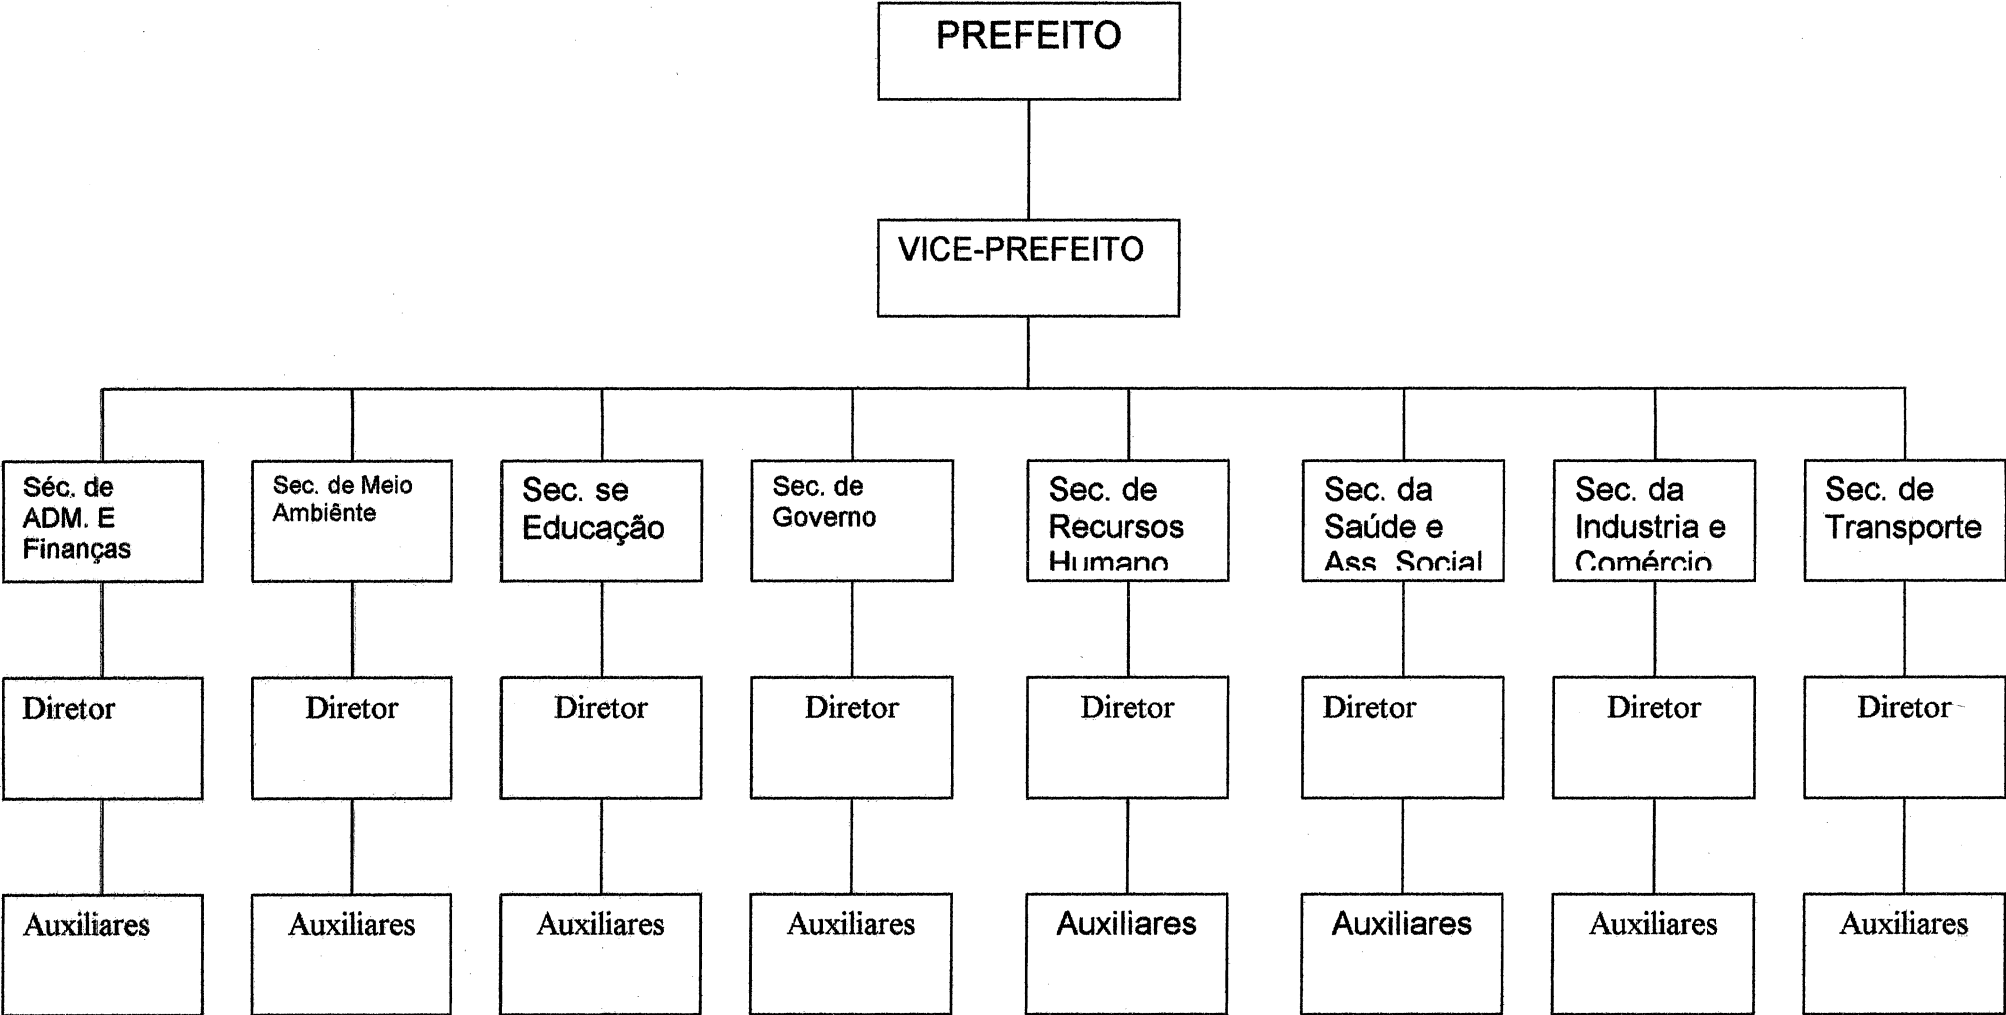 PREFEITO
VICE-PREFEITO
Séc. de
ADM. E
Finanças
Sec. de Meio
Ambiênte
Sec. se
Educação
Sec. de
Governo
Sec. de
Recursos
Humano
Sec. da
Saúde e
Ass. Social
Sec. da
Industria e
Comércio
Sec. de
Transporte
Diretor
Diretor
Diretor
Diretor
Diretor
Diretor
Diretor
Diretor
Auxiliares
Auxiliares
Auxiliares
Auxiliares
Auxiliares
Auxiliares
Auxiliares
Auxiliares